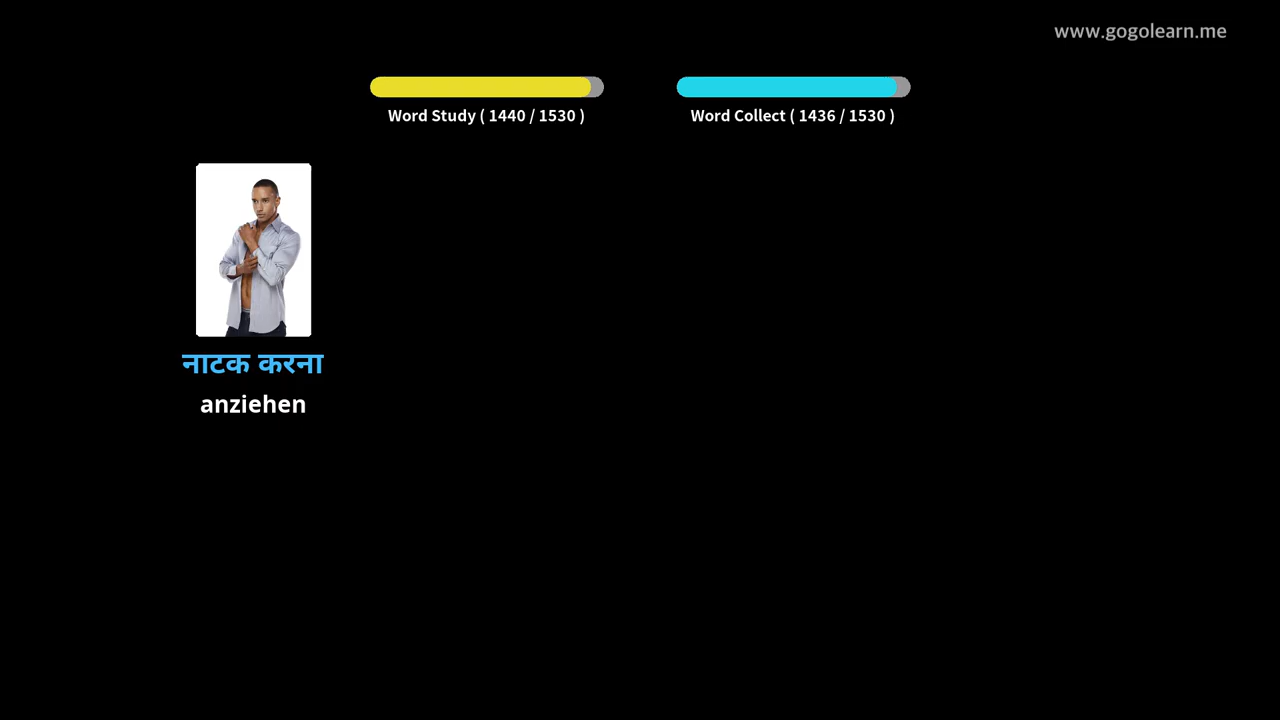 www.gogolearn.me
Word Study ( 1440 / 1530 )
Word Collect ( 1436 / 1530 )
नाटक करना
anziehen